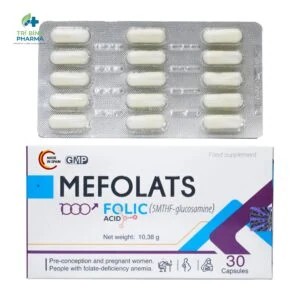 TRÍ BÌNH
PHARMA
MADE
IN SPAIN
GMP
Food supplement
MEFOLATS
1000 FOLIC (5MTHF-glucosamine)
ACID
Net weight: 10,38 g
Pre-conception and pregnant women.
People with folate-deficiency anemia.
30
Capsules